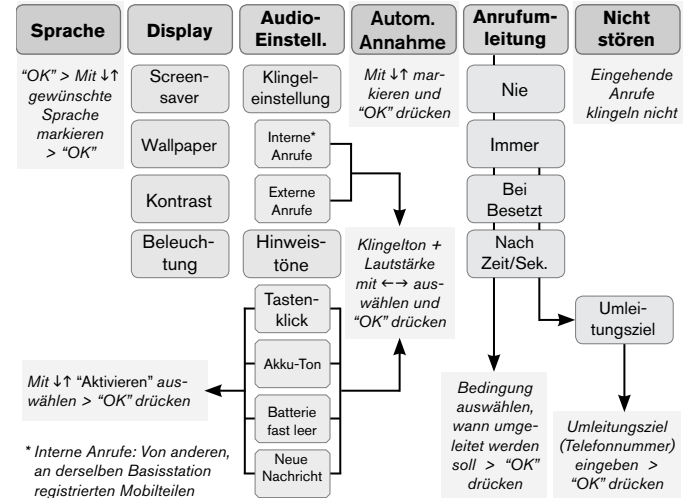 Sprache
“OK” > Mit ↓↑
gewünschte
Sprache
markieren
> “OK”
Display
Screen-
saver
Wallpaper
Kontrast
Beleuch-
tung
Audio-
Einstell.
Klingel-
einstellung
Interne*
Anrufe
Externe
Anrufe
Hinweis-
töne
Tasten-
klick
Akku-Ton
Batterie
fast leer
Neue
Nachricht
Mit ↓↑ “Aktivieren” aus-
wählen > “OK” drücken
* Interne Anrufe: Von anderen,
an derselben Basisstation
registrierten Mobilteilen
Autom.
Annahme
Mit ↓↑ mar-
kieren und
“OK” drücken
Klingelton +
Lautstärke
mit ←→ aus-
wählen und
“OK” drücken
Anrufum-
leitung
Nie
Immer
Bei
Besetzt
Nach
Zeit/Sek.
Bedingung
auswählen,
wann umge-
leitet werden
soll > “OK”
drücken
Umlei-
tungsziel
Umleitungsziel
(Telefonnummer)
eingeben >
“OK” drücken
Nicht
stören
Eingehende
Anrufe
klingeln nicht